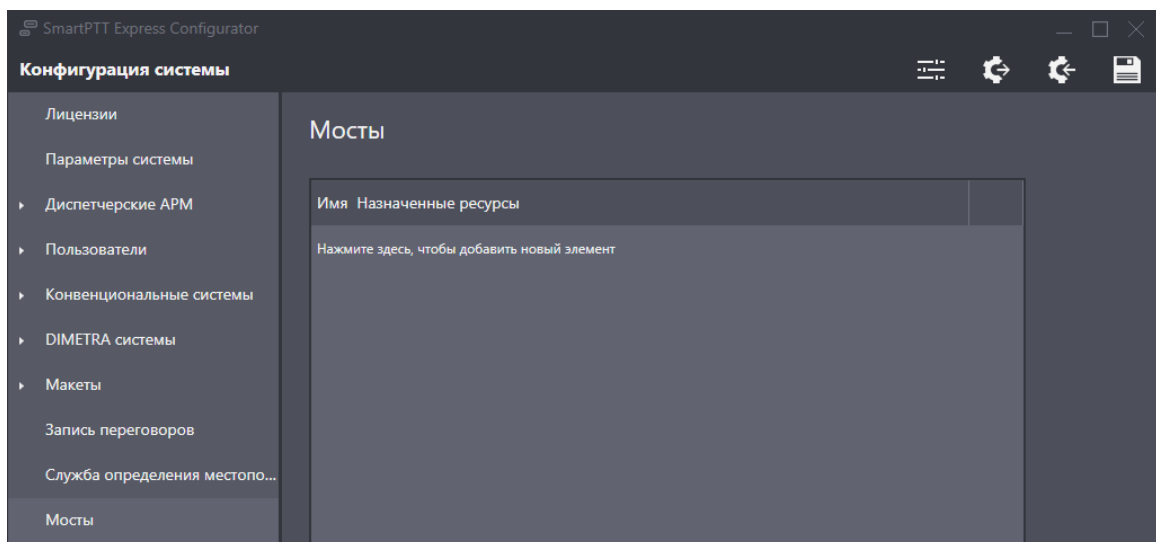 SmartPTT Express Configurator
Конфигурация системы
Лицензии
Параметры системы
Диспетчерские АРМ
Пользователи
Конвенциональные системы
DIMETRA системы
Макеты
Запись переговоров
Служба определения местопо...
Мосты
Мосты
Имя Назначенные ресурсы
Нажмите здесь, чтобы добавить новый элемент